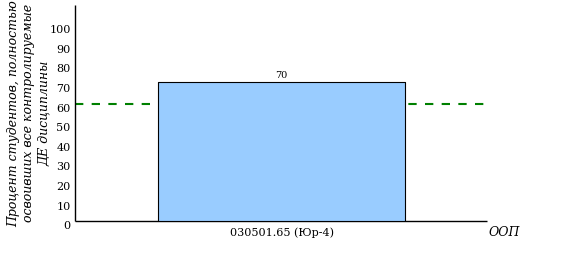 Процент студентов, полностью
освоивших все контролируемые
ДЕ дисциплины
100
90
80
70
60
50
40
30
20
10
0
70
030501.65 (Юр-4)
ООП